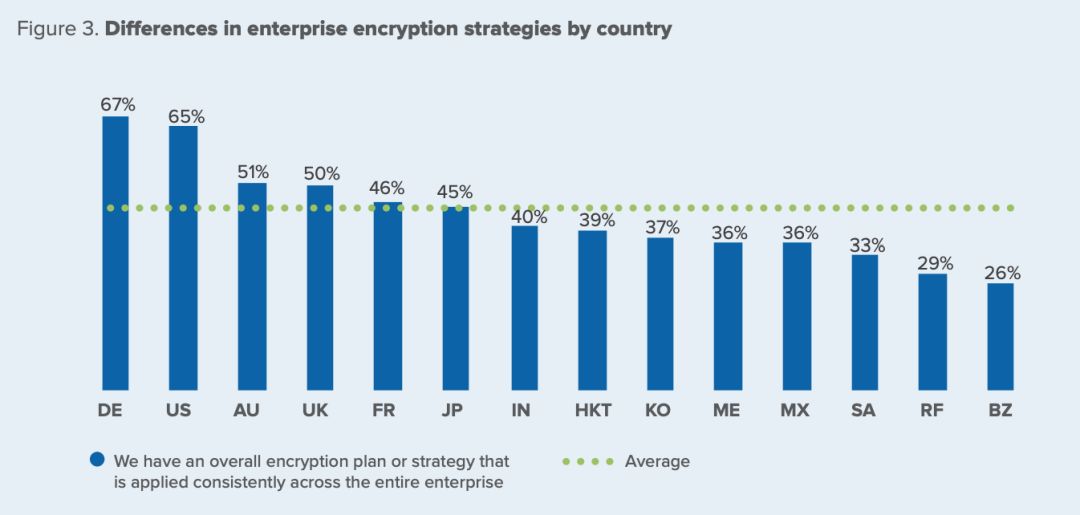 Figure 3. Differences in enterprise encryption strategies by country
67%
65%
51%
50%
46%
45%
40%
39%
37%
36%
36%
33%
29%
26%
DE US AU UK FR JP IN HKT KO ME MX SA RF BZ
We have an overall encryption plan or strategy that
is applied consistently across the entire enterprise
Average